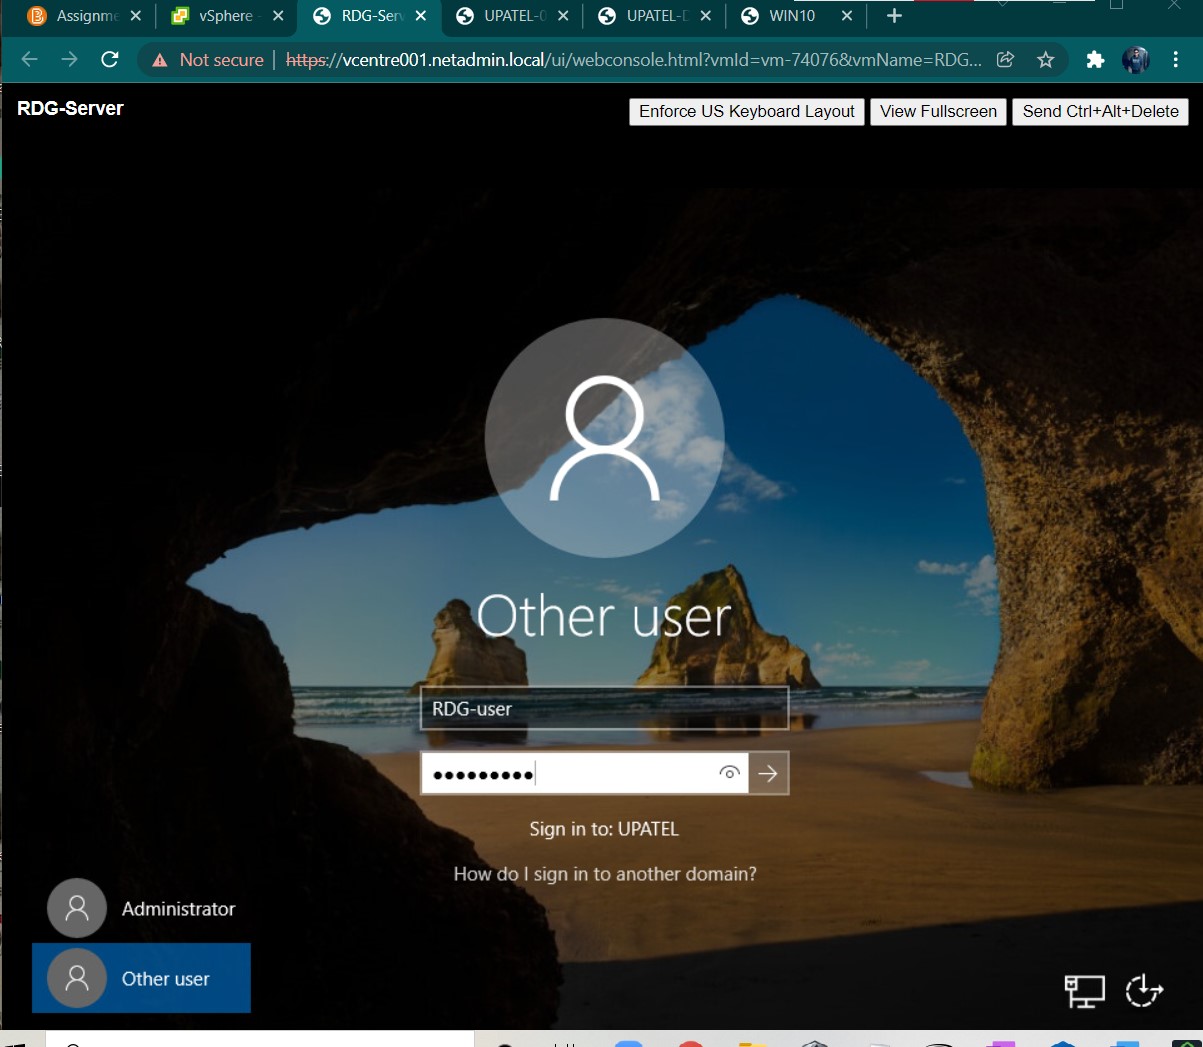 Assignme
vSphere -
RDG-Serv
UPATEL-0
UPATEL-D
WIN10
Not secure
https://vcentre001.netadmin.local/ui/webconsole.html?vmId=vm-74076&vmName=RDG...
RDG-Server
Enforce US Keyboard Layout
View Fullscreen
Send Ctrl+Alt+Delete
Other user
RDG-user
Sign in to: UPATEL
How do I sign in to another domain?
Administrator
Other user